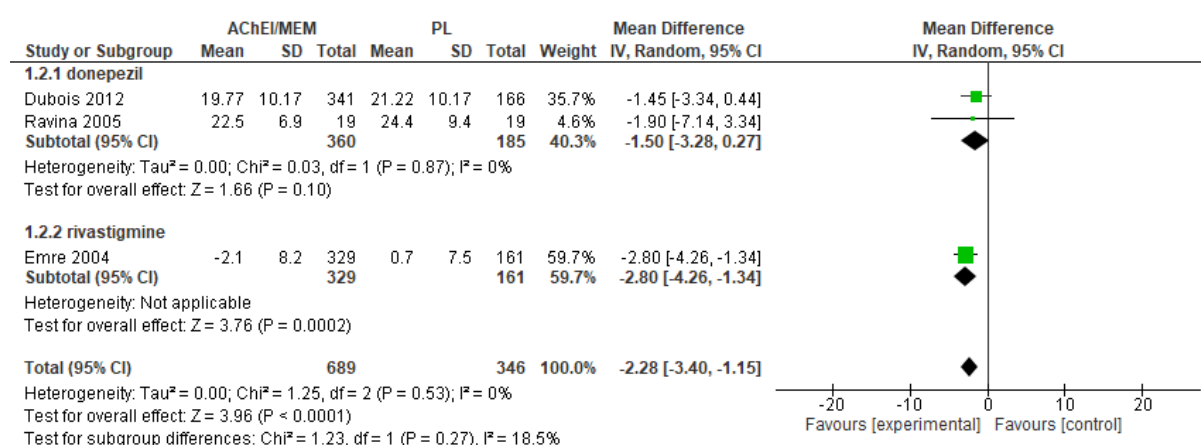 AChEI/MEM PL Mean Difference Mean Difference
Study or Subgroup Mean SD Total Mean SD Total Weight IV, Random, 95% CI IV, Random, 95% CI
1.2.1 donepezil
Dubois 2012 19.77 10.17 341 21.22 10.17 166 35.7% -1.45 [-3.34, 0.44]
Ravina 2005 22.5 6.9 19 24.4 9.4 19 4.6% -1.90 [-7.14, 3.34]
Subtotal (95% CI) 360 185 40.3% -1.50 [-3.28, 0.27]
Heterogeneity: Tau² = 0.00; Chi² = 0.03, df = 1 (P = 0.87); I² = 0%
Test for overall effect: Z = 1.66 (P = 0.10)
1.2.2 rivastigmine
Emre 2004 -2.1 8.2 329 0.7 7.5 161 59.7% -2.80 [-4.26, -1.34]
Subtotal (95% CI) 329 161 59.7% -2.80 [-4.26, -1.34]
Heterogeneity: Not applicable
Test for overall effect: Z = 3.76 (P = 0.0002)
Total (95% CI) 689 346 100.0% -2.28 [-3.40, -1.15]
Heterogeneity: Tau² = 0.00; Chi² = 1.25, df = 2 (P = 0.53); I² = 0%
Test for overall effect: Z = 3.96 (P < 0.0001)
Test for subgroup differences: Chi² = 1.23, df = 1 (P = 0.27), I² = 18.5%
-20 -10 0 10 20
Favours [experimental] Favours [control]